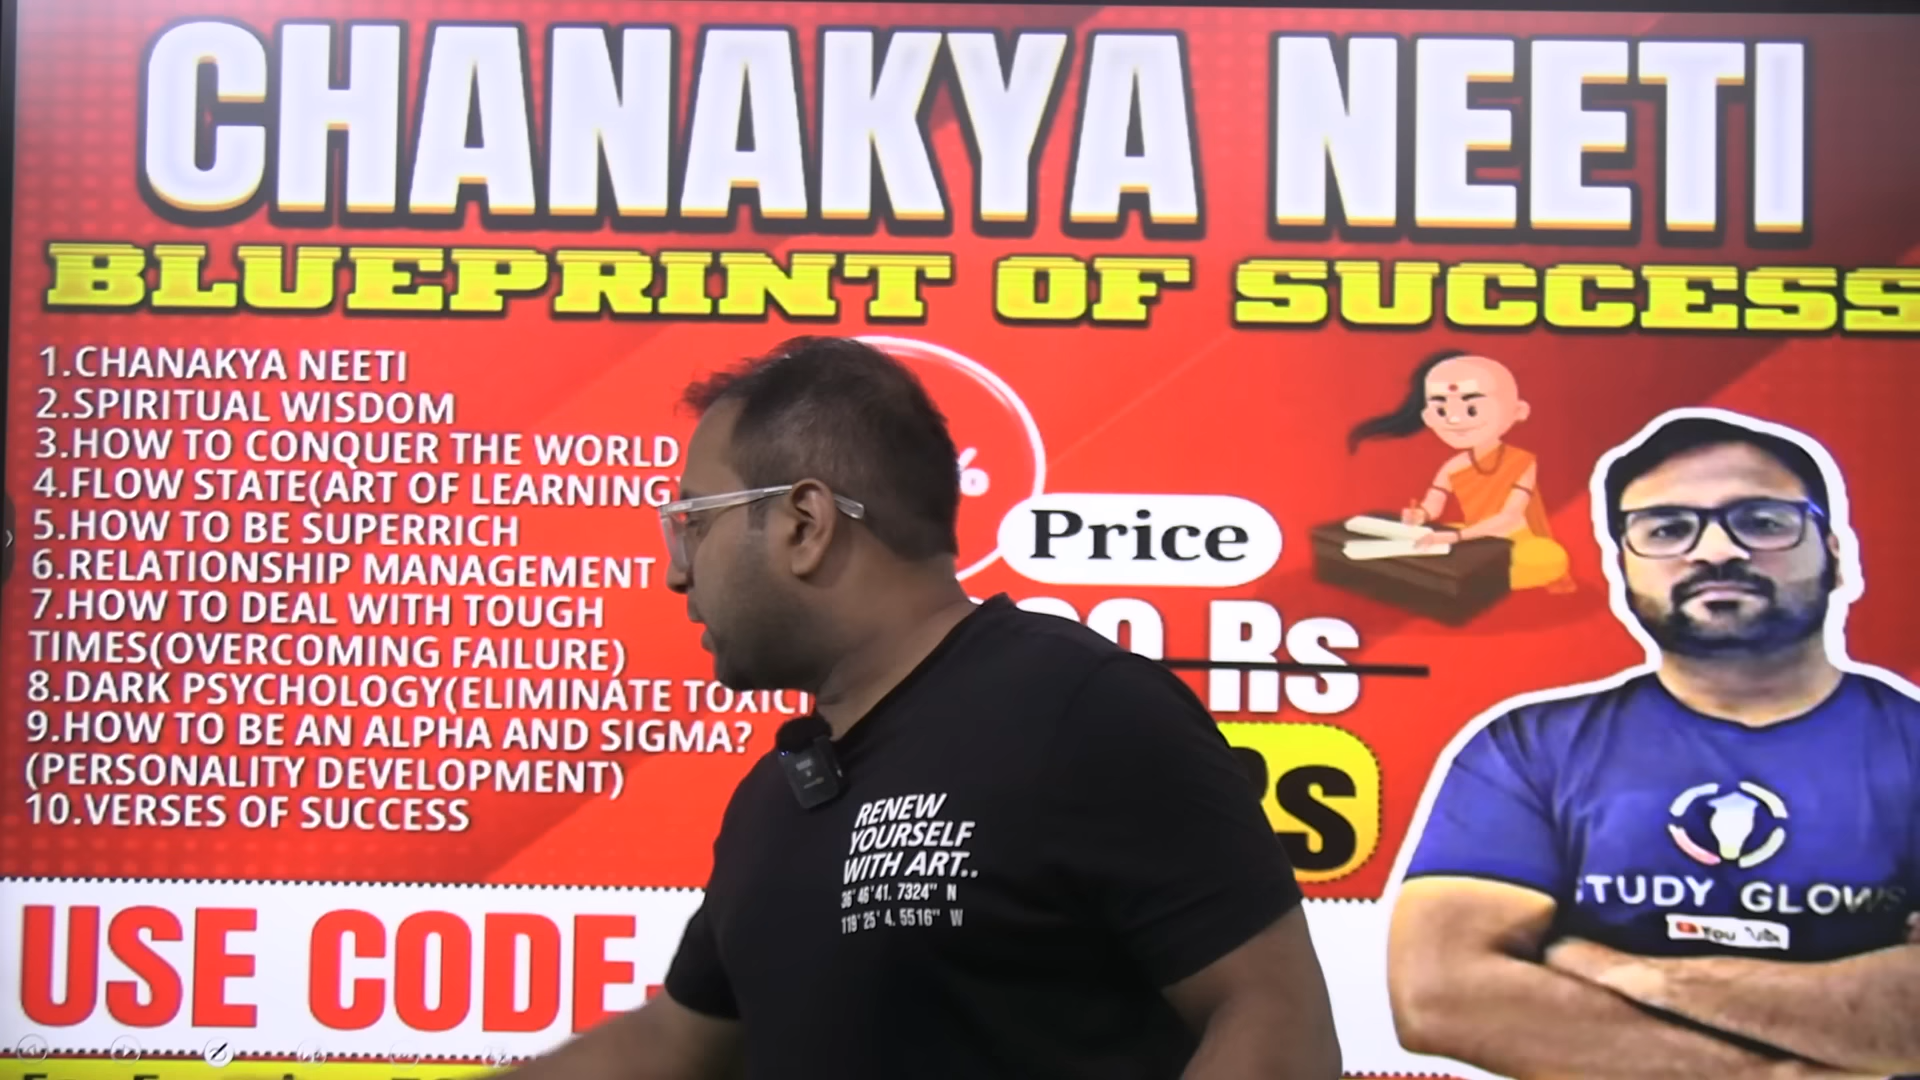 CHANAKYA NEETI
BLUEPRINT OF SUCCESS
1.CHANAKYA NEETI
2.SPIRITUAL WISDOM
3.HOW TO CONQUER THE WORLD
4.FLOW STATE(ART OF LEARNING)
5.HOW TO BE SUPERRICH
6.RELATIONSHIP MANAGEMENT
7.HOW TO DEAL WITH TOUGH
TIMES(OVERCOMING FAILURE)
8.DARK PSYCHOLOGY(ELIMINATE
9.HOW TO BE AN ALPHA AND SIGMA?
(PERSONALITY DEVELOPMENT)
10.VERSES OF SUCCESS
%
Price
Rs
USE CODE-
RENEW
YOURSELF
WITH ART..
36°46'41. 7324" N
119°25' 4. 5516" W
STUDY GLOWS
You Tube